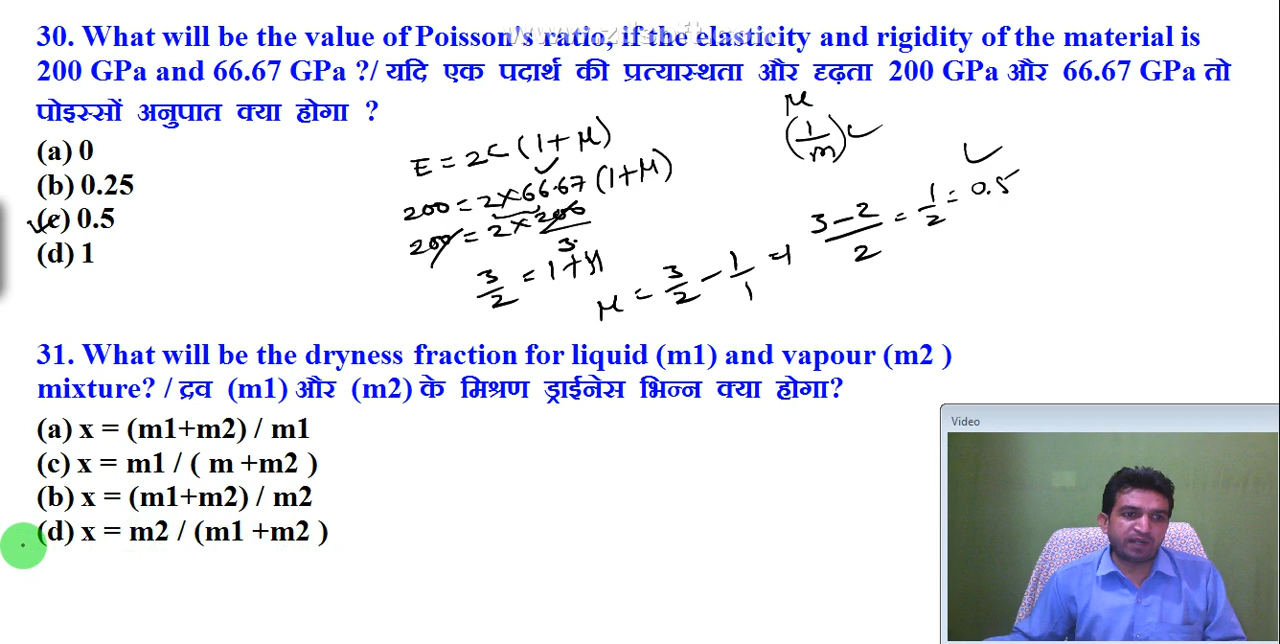 30. What will be the value of Poisson's ratio, if the elasticity and rigidity of the material is
200 GPa and 66.67 GPa ?/ यदि एक पदार्थ की प्रत्यास्थता और दृढ़ता 200 GPa और 66.67 GPa तो
पोइस्सों अनुपात क्या होगा ?
(a) 0
(b) 0.25
(c) 0.5
(d) 1
E = 2C (1 + μ)
200 = 2 × 66.67 (1 + μ)
200 = 2 × 200/3
3/2 = 1 + μ
μ = 3/2 - 1/1 =
μ
(1/m)
3-2/2 = 1/2 = 0.5
31. What will be the dryness fraction for liquid (m1) and vapour (m2 )
mixture? / द्रव (m1) और (m2) के मिश्रण ड्राईनेस भिन्न क्या होगा?
(a) x = (m1+m2) / m1
(c) x = m1 / ( m +m2 )
(b) x = (m1+m2) / m2
(d) x = m2 / (m1 +m2 )
Video